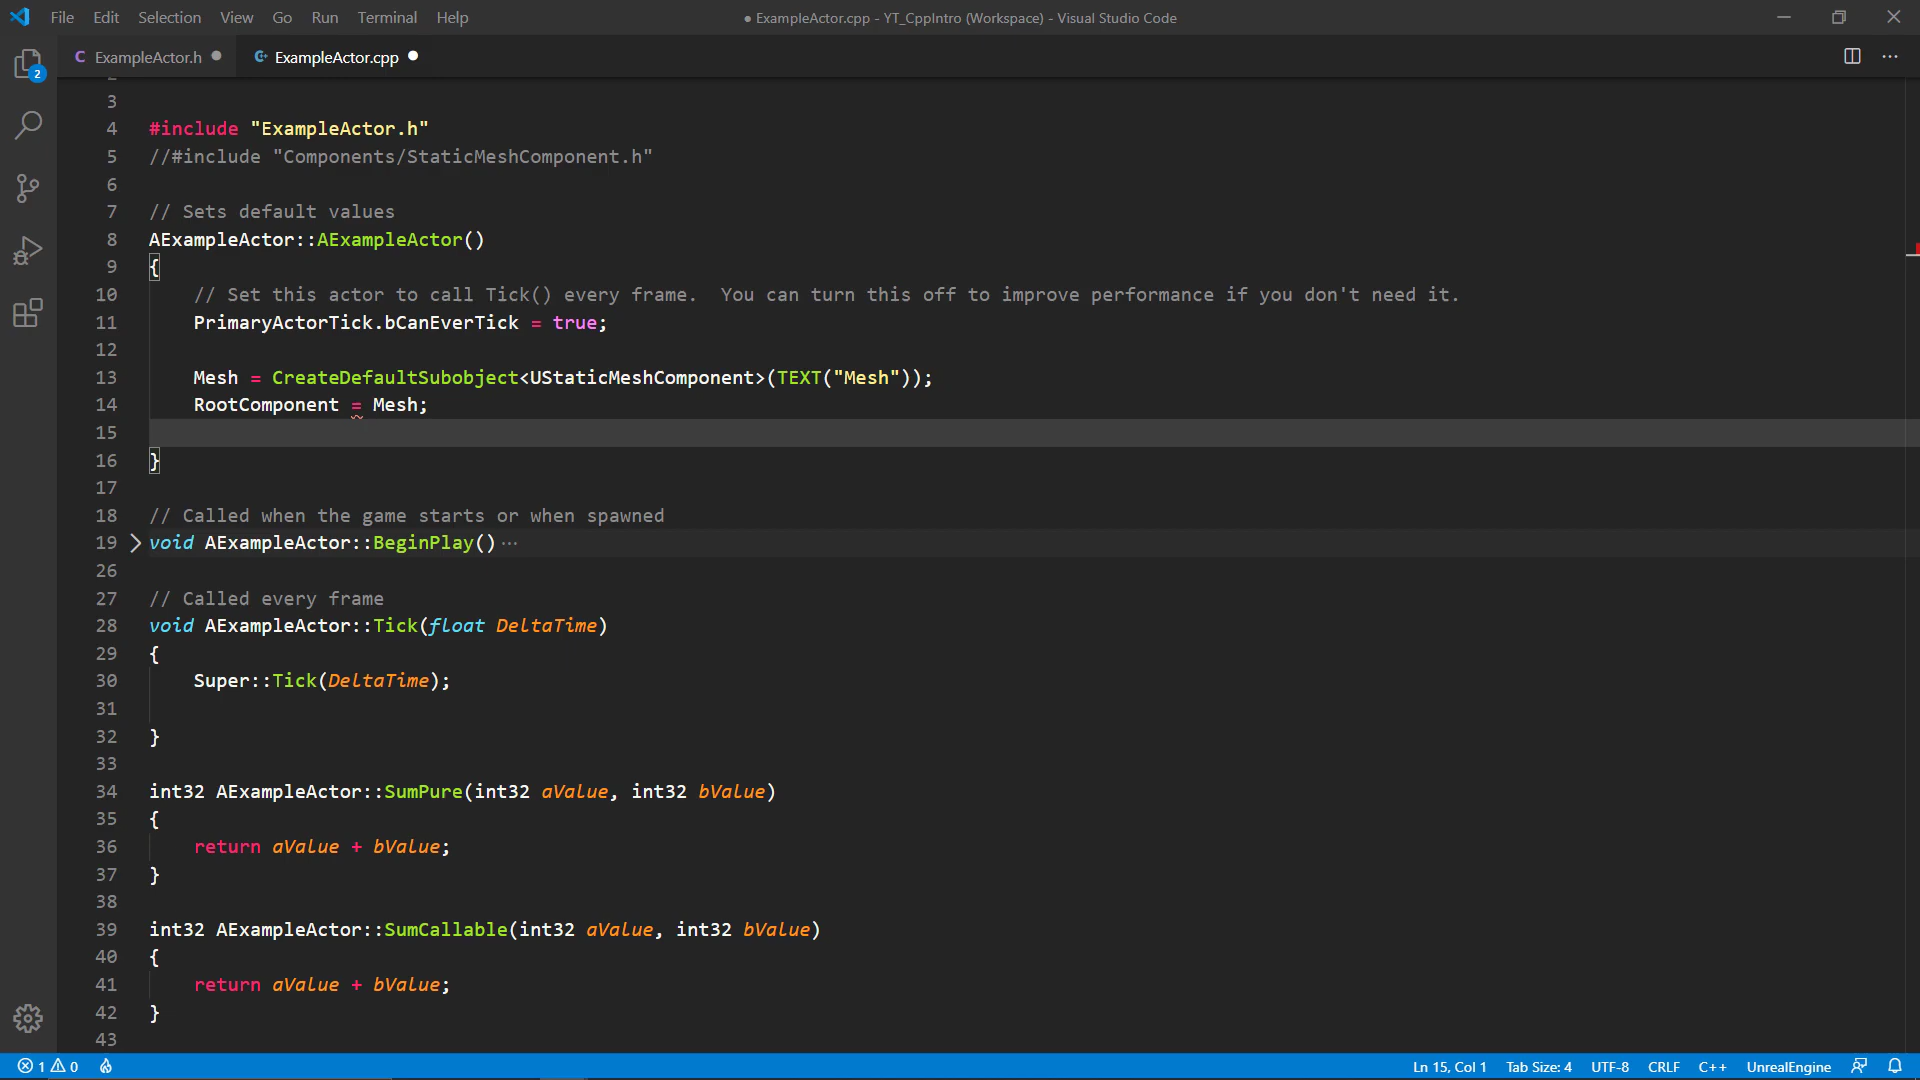 File Edit Selection View Go Run Terminal Help
● ExampleActor.cpp - YT_CppIntro (Workspace) - Visual Studio Code
C ExampleActor.h ExampleActor.cpp
2
3
4 #include "ExampleActor.h"
5 //#include "Components/StaticMeshComponent.h"
6
7 // Sets default values
8 AExampleActor::AExampleActor()
9 {
10 // Set this actor to call Tick() every frame.  You can turn this off to improve performance if you don't need it.
11 PrimaryActorTick.bCanEverTick = true;
12
13 Mesh = CreateDefaultSubobject<UStaticMeshComponent>(TEXT("Mesh"));
14 RootComponent = Mesh;
15
16 }
17
18 // Called when the game starts or when spawned
19 void AExampleActor::BeginPlay() ...
26
27 // Called every frame
28 void AExampleActor::Tick(float DeltaTime)
29 {
30 Super::Tick(DeltaTime);
31
32 }
33
34 int32 AExampleActor::SumPure(int32 aValue, int32 bValue)
35 {
36 return aValue + bValue;
37 }
38
39 int32 AExampleActor::SumCallable(int32 aValue, int32 bValue)
40 {
41 return aValue + bValue;
42 }
43
1 0 Ln 15, Col 1 Tab Size: 4 UTF-8 CRLF C++ UnrealEngine